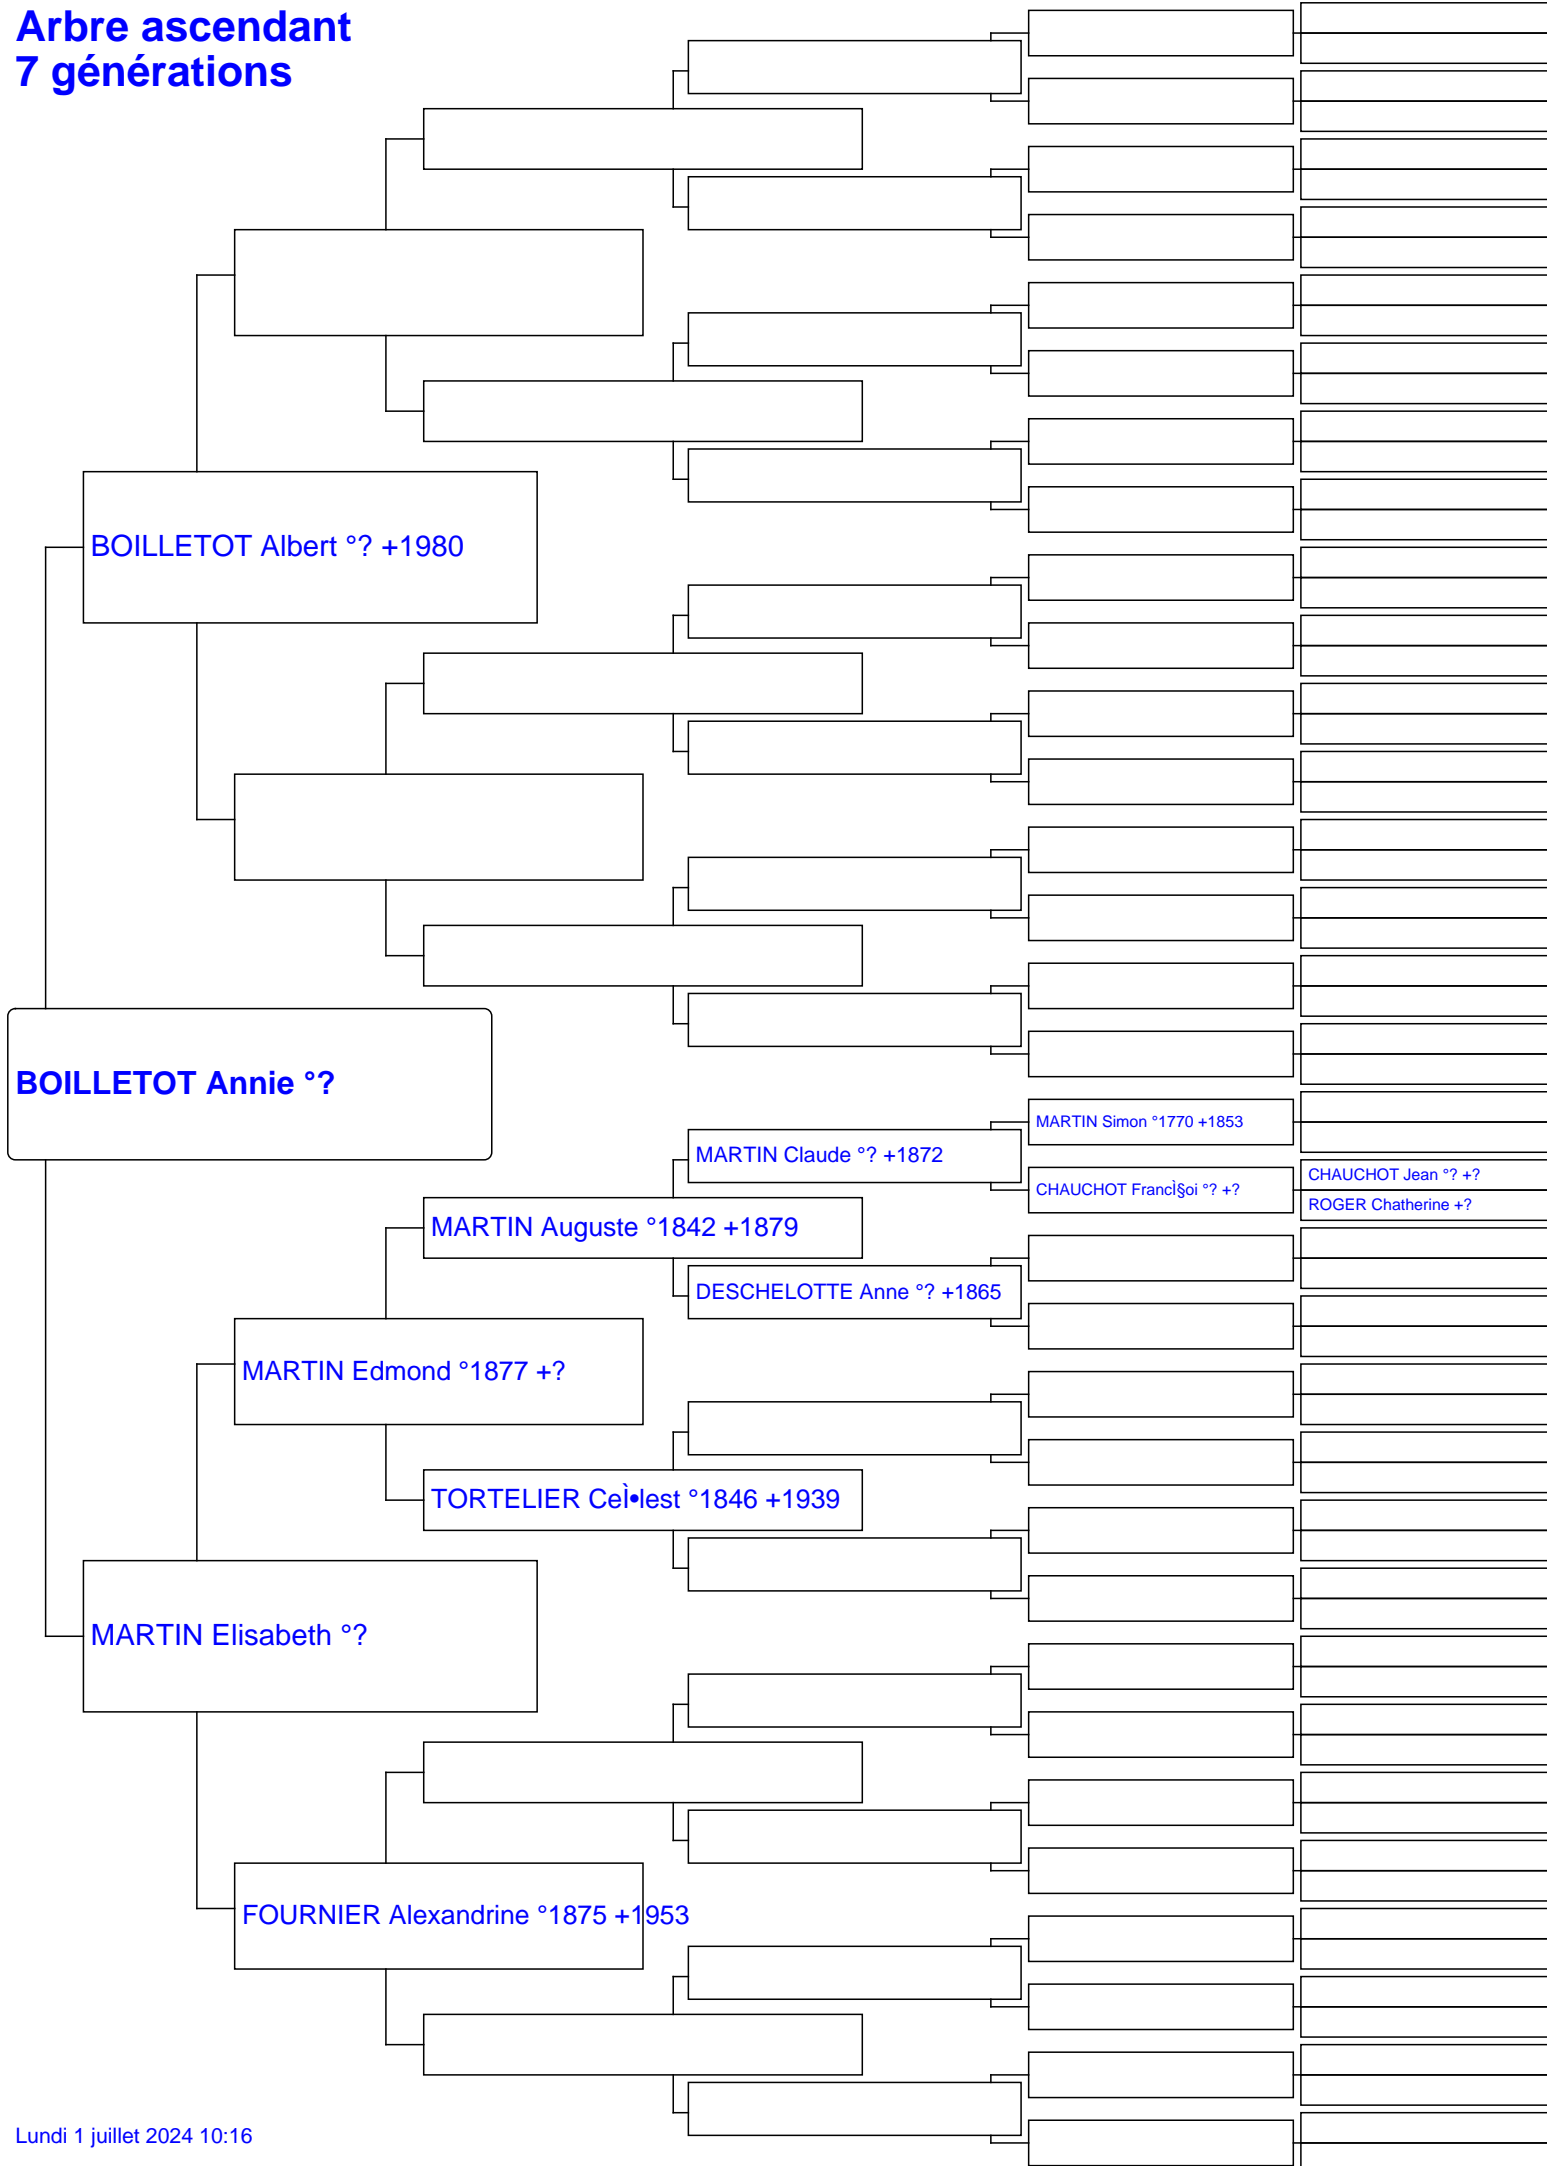 Arbre ascendant
7 générations
BOILLETOT Albert °? +1980
BOILLETOT Annie °?
MARTIN Simon °1770 +1853
MARTIN Claude °? +1872
CHAUCHOT Jean °? +?
CHAUCHOT Franci̧§oi °? +?
ROGER Chatherine +?
MARTIN Auguste °1842 +1879
DESCHELOTTE Anne °? +1865
MARTIN Edmond °1877 +?
TORTELIER CeÌ•lest °1846 +1939
MARTIN Elisabeth °?
FOURNIER Alexandrine °1875 +1953
Lundi 1 juillet 2024 10:16